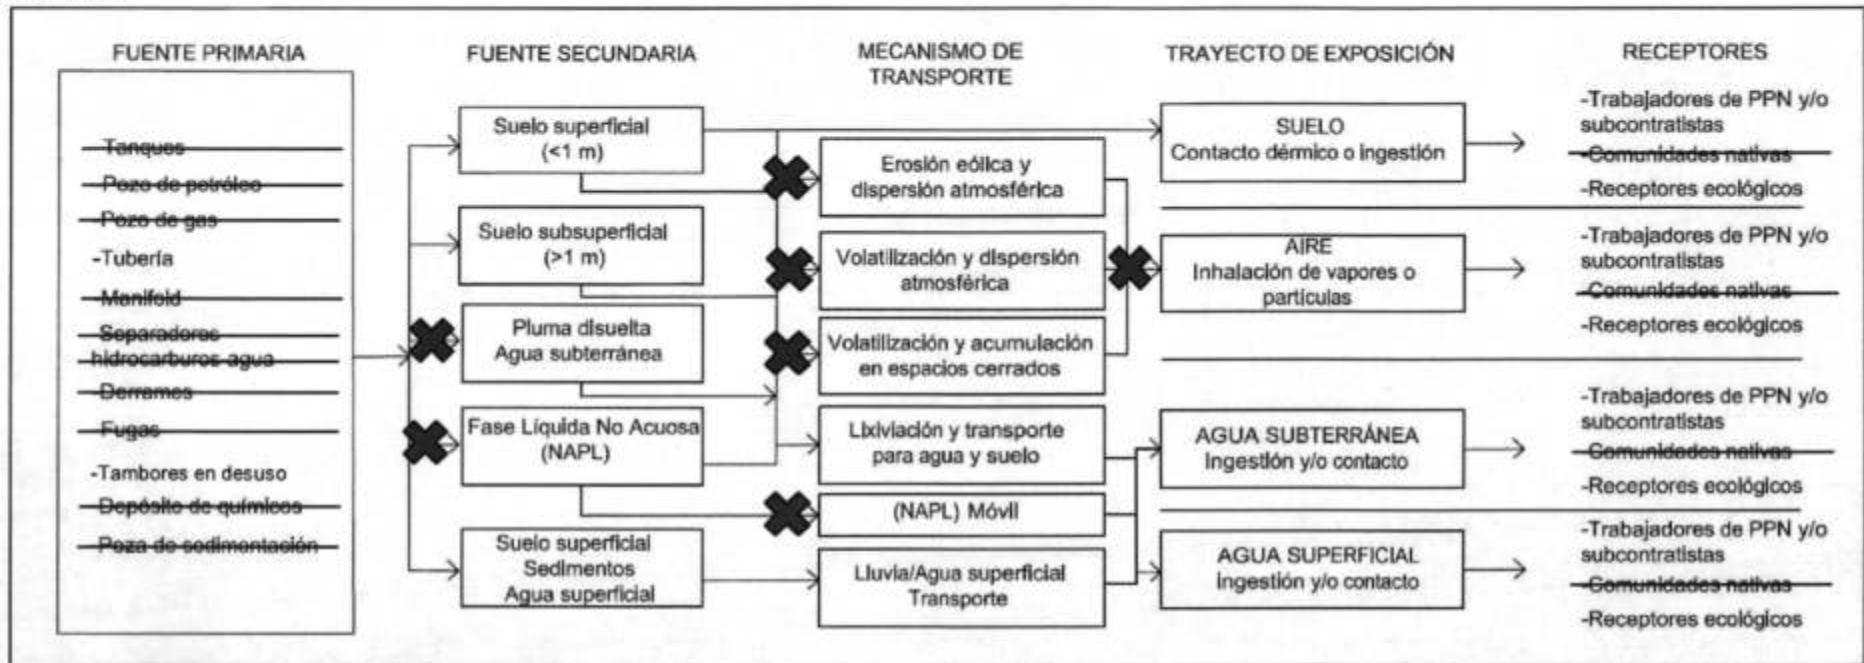 FUENTE PRIMARIA
-Tanques
-Pozo de petróleo
-Pozo de gas
-Tubería
-Manifold
-Separadores
hidrocarburos agua
-Derrames
-Fugas
-Tambores en desuso
-Depósito de químicos
-Poza de sedimentación
FUENTE SECUNDARIA
Suelo superficial
(<1 m)
Suelo subsuperficial
(>1 m)
Pluma disuelta
Agua subterránea
Fase Líquida No Acuosa
(NAPL)
Suelo superficial
Sedimentos
Agua superficial
MECANISMO DE
TRANSPORTE
Erosión eólica y
dispersión atmosférica
Volatilización y dispersión
atmosférica
Volatilización y acumulación
en espacios cerrados
Lixiviación y transporte
para agua y suelo
(NAPL) Móvil
Lluvia/Agua superficial
Transporte
TRAYECTO DE EXPOSICIÓN
SUELO
Contacto dérmico o ingestión
AIRE
Inhalación de vapores o
partículas
AGUA SUBTERRÁNEA
Ingestión y/o contacto
AGUA SUPERFICIAL
Ingestión y/o contacto
RECEPTORES
-Trabajadores de PPN y/o
subcontratistas
-Comunidades nativas
-Receptores ecológicos
-Trabajadores de PPN y/o
subcontratistas
-Comunidades nativas
-Receptores ecológicos
-Trabajadores de PPN y/o
subcontratistas
-Comunidades nativas
-Receptores ecológicos
-Trabajadores de PPN y/o
subcontratistas
-Comunidades nativas
-Receptores ecológicos